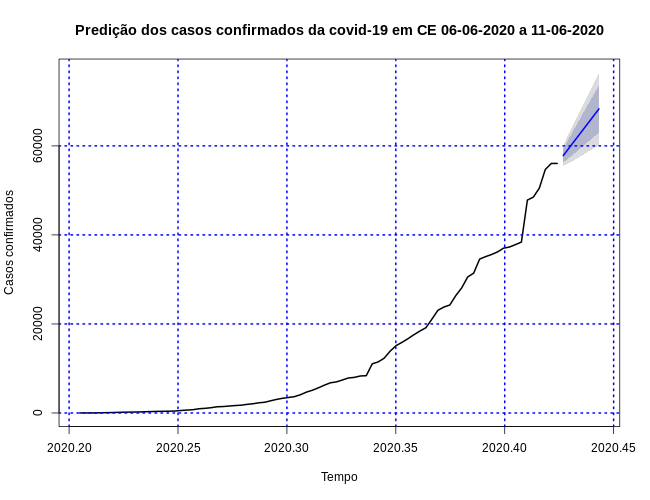 Predição dos casos confirmados da covid-19 em CE 06-06-2020 a 11-06-2020
Casos confirmados
60000
40000
20000
0
2020.20 2020.25 2020.30 2020.35 2020.40 2020.45
Tempo